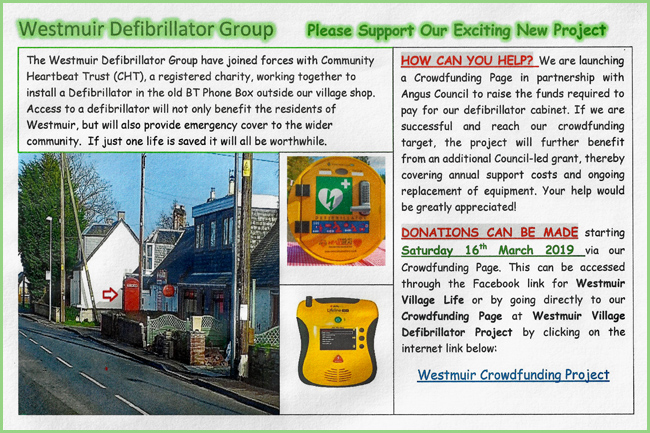 Westmuir Defibrillator Group
Please Support Our Exciting New Project
The Westmuir Defibrillator Group have joined forces with Community
Heartbeat Trust (CHT), a registered charity, working together to
install a Defibrillator in the old BT Phone Box outside our village shop.
Access to a defibrillator will not only benefit the residents of
Westmuir, but will also provide emergency cover to the wider
community.  If just one life is saved it will all be worthwhile.
DEFIBRILLATOR
Lifeline
HOW CAN YOU HELP? We are launching
a Crowdfunding Page in partnership with
Angus Council to raise the funds required to
pay for our defibrillator cabinet. If we are
successful and reach our crowdfunding
target, the project will further benefit
from an additional Council-led grant, thereby
covering annual support costs and ongoing
replacement of equipment. Your help would
be greatly appreciated!
DONATIONS CAN BE MADE starting
Saturday 16th March 2019 via our
Crowdfunding Page. This can be accessed
through the Facebook link for Westmuir
Village Life or by going directly to our
Crowdfunding Page at Westmuir Village
Defibrillator Project by clicking on the
internet link below:
Westmuir Crowdfunding Project